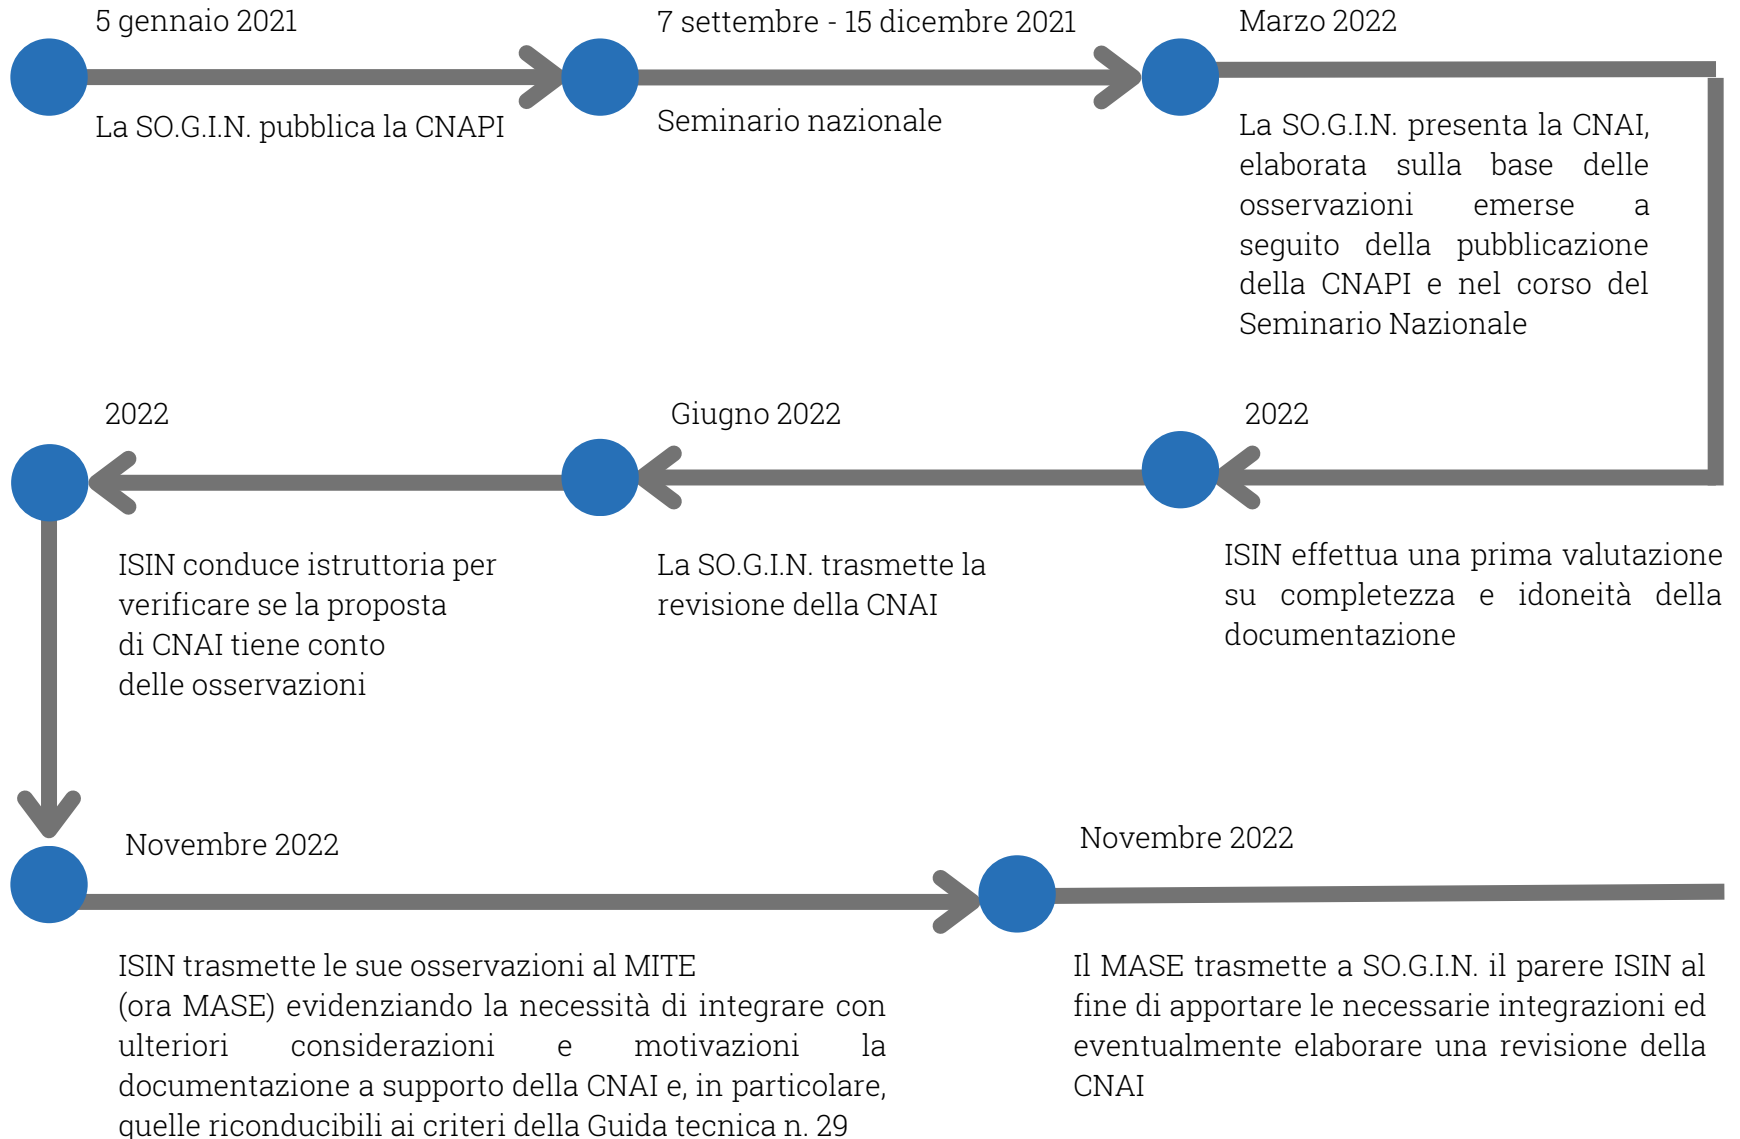 5 gennaio 2021
La SO.G.I.N. pubblica la CNAPI
7 settembre - 15 dicembre 2021
Seminario nazionale
Marzo 2022
La SO.G.I.N. presenta la CNAI,
elaborata sulla base delle
osservazioni emerse a
seguito della pubblicazione
della CNAPI e nel corso del
Seminario Nazionale
2022
ISIN effettua una prima valutazione
su completezza e idoneità della
documentazione
Giugno 2022
La SO.G.I.N. trasmette la
revisione della CNAI
2022
ISIN conduce istruttoria per
verificare se la proposta
di CNAI tiene conto
delle osservazioni
Novembre 2022
ISIN trasmette le sue osservazioni al MITE
(ora MASE) evidenziando la necessità di integrare con
ulteriori considerazioni e motivazioni la
documentazione a supporto della CNAI e, in particolare,
quelle riconducibili ai criteri della Guida tecnica n. 29
Novembre 2022
Il MASE trasmette a SO.G.I.N. il parere ISIN al
fine di apportare le necessarie integrazioni ed
eventualmente elaborare una revisione della
CNAI